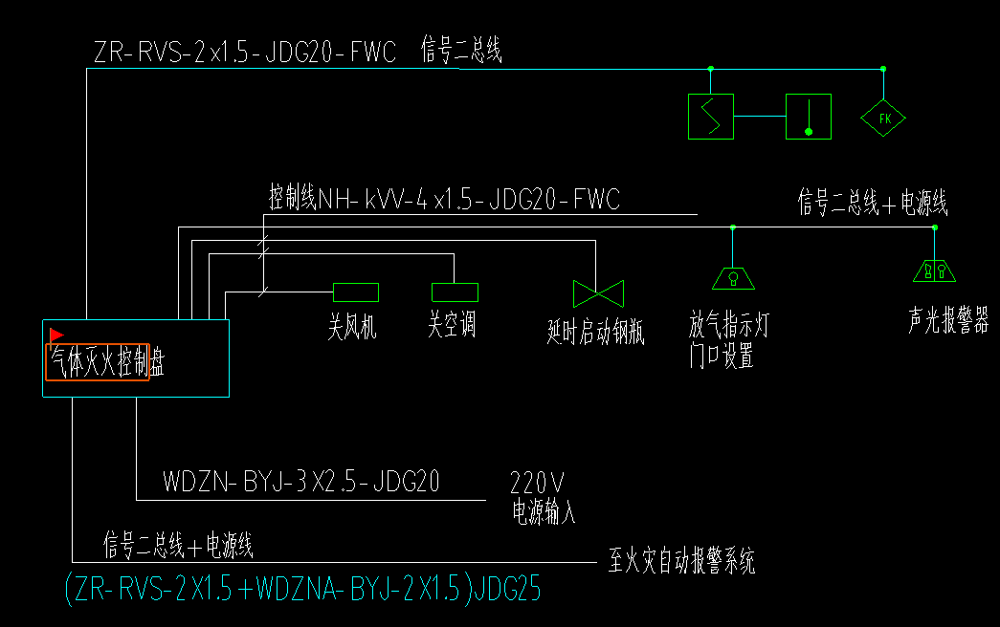 ZR-RVS-2x1.5-JDG20-FWC 信号二总线
FK
控制线NH-kVV-4x1.5-JDG20-FWC
信号二总线+电源线
关风机
关空调
延时启动钢瓶
放气指示灯
门口设置
声光报警器
气体灭火控制盘
WDZN-BYJ-3X2.5-JDG20
220V
电源输入
信号二总线+电源线
至火灾自动报警系统
(ZR-RVS-2X1.5+WDZNA-BYJ-2X1.5)JDG25